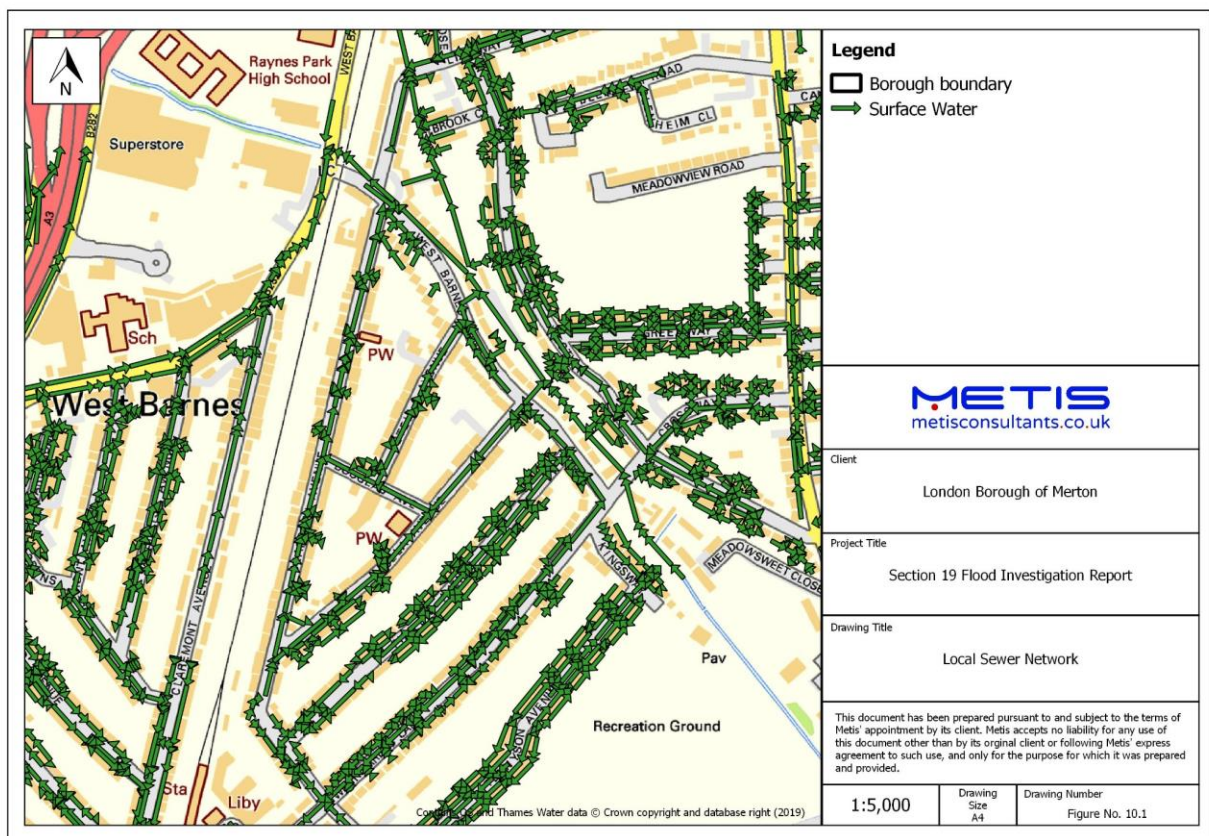 N
Raynes Park
High School
Superstore
B282
A3
Sch
PW
West Barnes
PW
CLAREMONT AVENUE
MEADOWVIEW ROAD
HEIM CL
MEADOWSWEET CLOSE
Pav
Recreation Ground
Sta
Liby
Legend
Borough boundary
Surface Water
METIS
metisconsultants.co.uk
Client
London Borough of Merton
Project Title
Section 19 Flood Investigation Report
Drawing Title
Local Sewer Network
This document has been prepared pursuant to and subject to the terms of
Metis' appointment by its client. Metis accepts no liability for any use of
this document other than by its orginal client or following Metis' express
agreement to such use, and only for the purpose for which it was prepared
and provided.
1:5,000
Drawing
Size
A4
Drawing Number
Figure No. 10.1
and Thames Water data © Crown copyright and database right (2019)